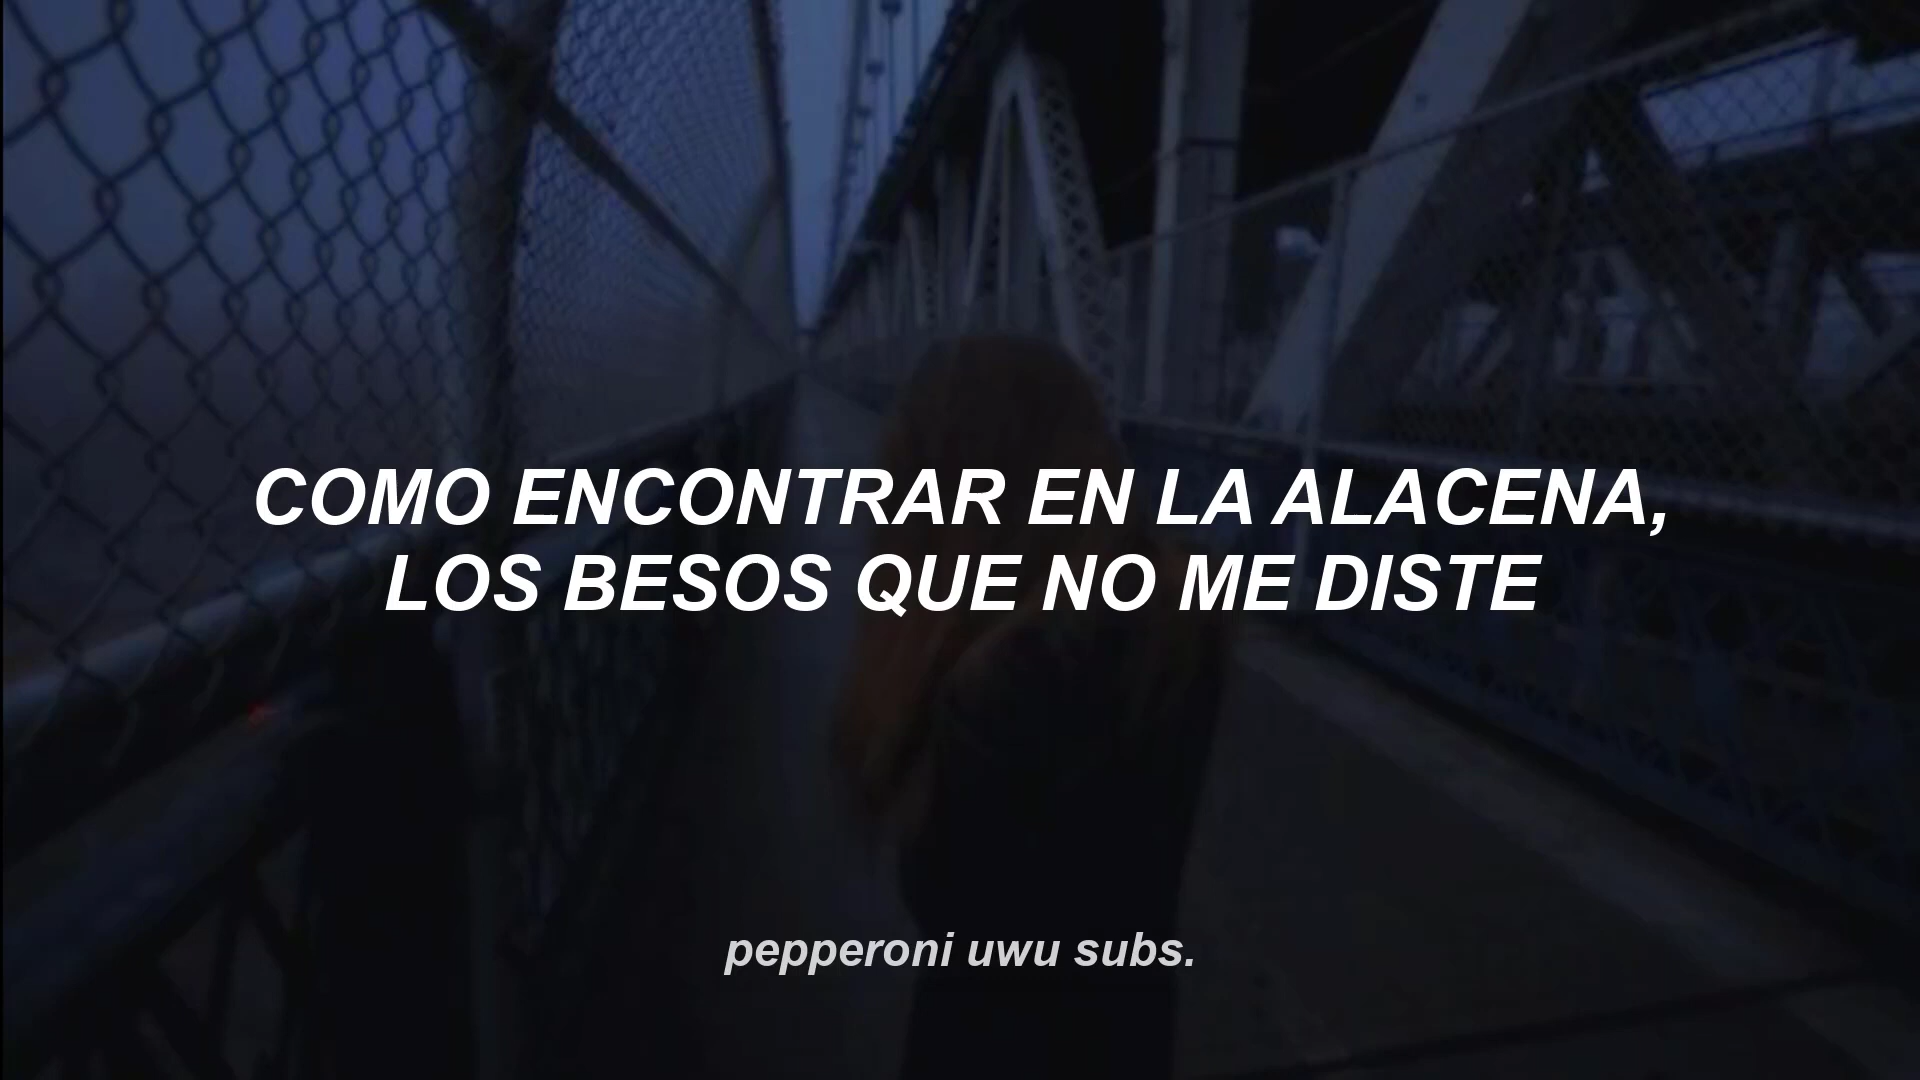 COMO ENCONTRAR EN LA ALACENA,
LOS BESOS QUE NO ME DISTE
pepperoni uwu subs.